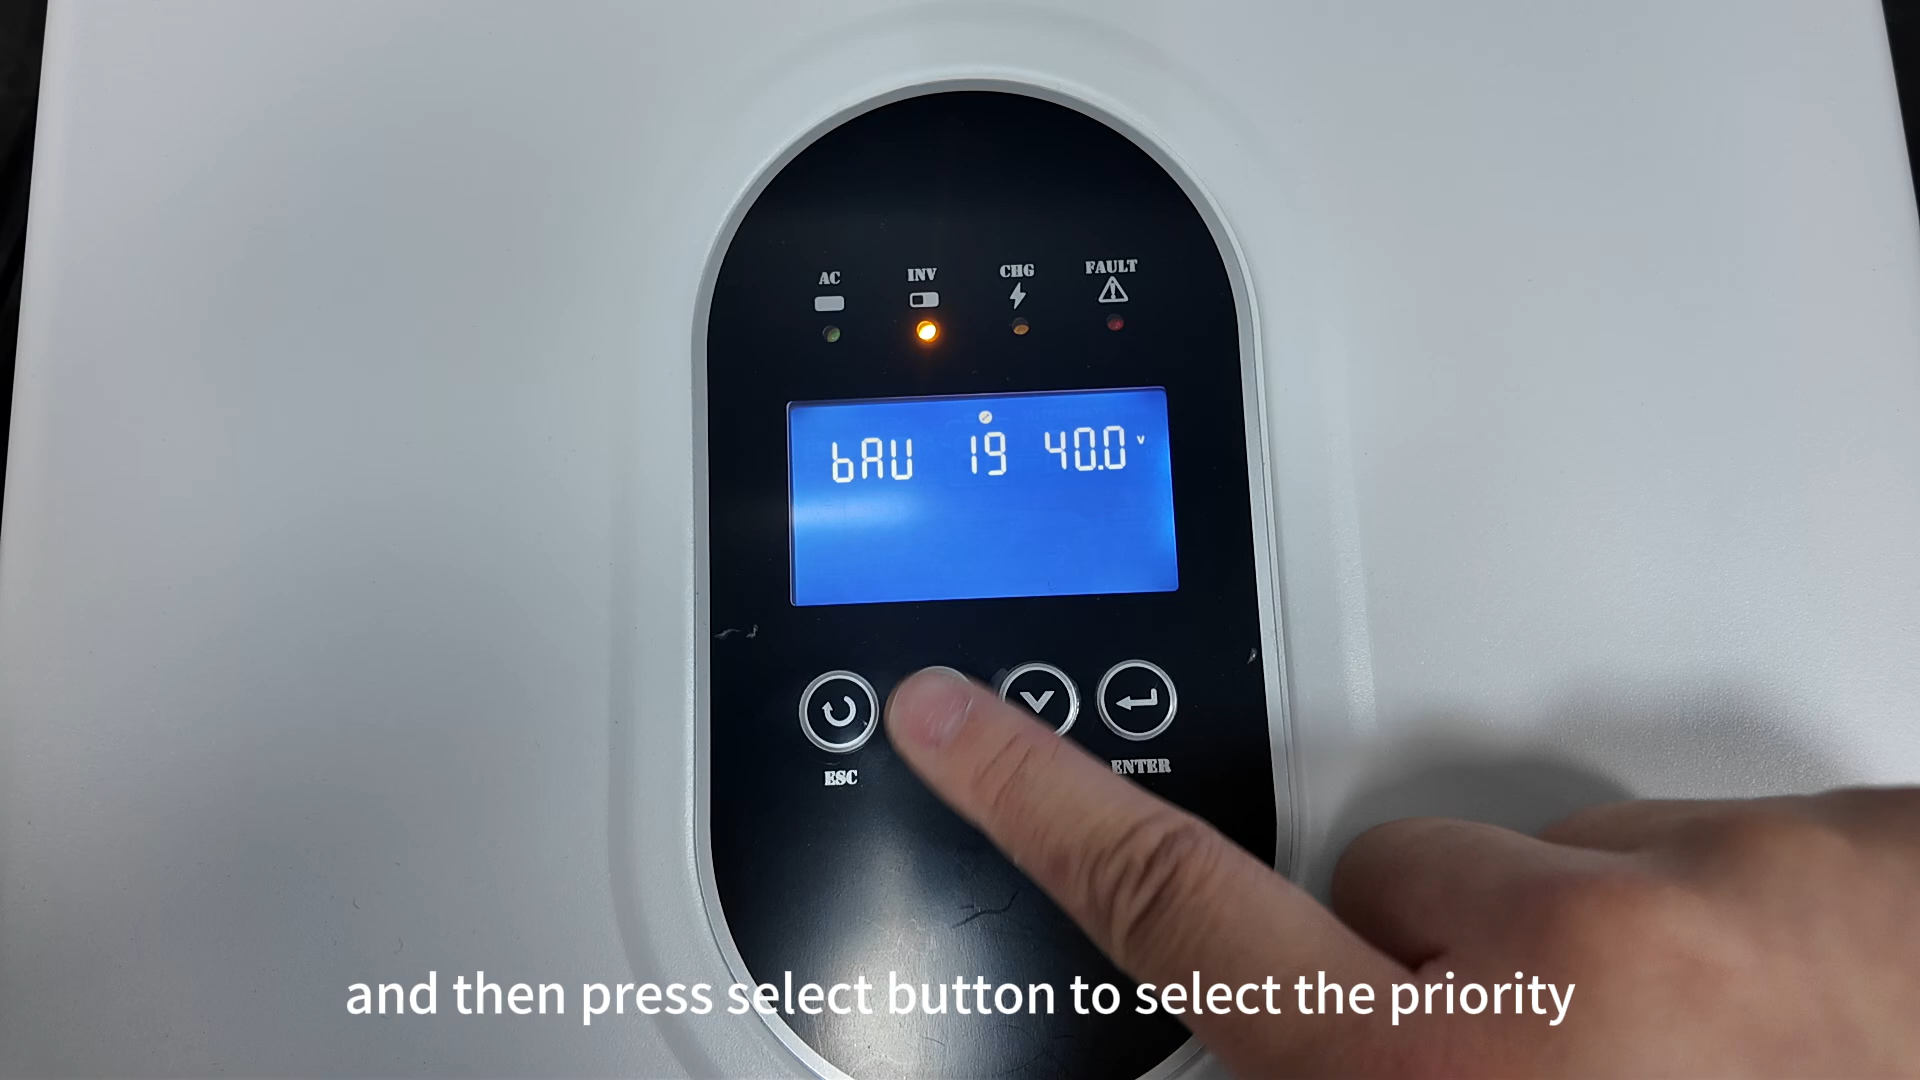 AC INV CHG FAULT
bAU 19 40.0 v
ESC ENTER
and then press select button to select the priority